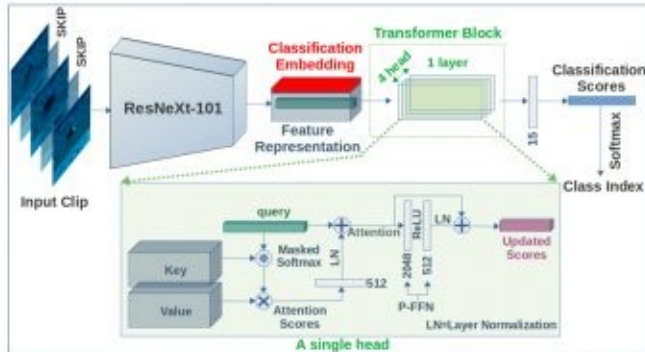 SKIP
SKIP
Input Clip
ResNeXt-101
Classification
Embedding
Feature
Representation
Transformer Block
4 head
1 layer
15
Classification
Scores
Softmax
Class Index
query
Key
Value
Masked
Softmax
Attention
Scores
LN
512
Attention
2048
ReLU
512
P-FFN
LN
Updated
Scores
LN=Layer Normalization
A single head